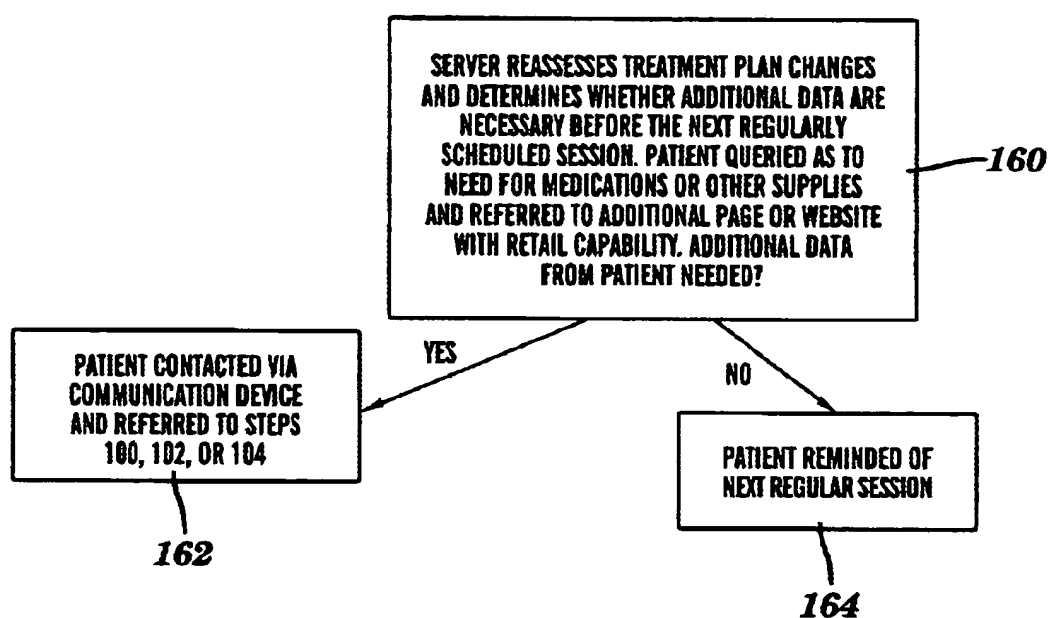 SERVER REASSESSES TREATMENT PLAN CHANGES
AND DETERMINES WHETHER ADDITIONAL DATA ARE
NECESSARY BEFORE THE NEXT REGULARLY
SCHEDULED SESSION. PATIENT QUERIED AS TO
NEED FOR MEDICATIONS OR OTHER SUPPLIES
AND REFERRED TO ADDITIONAL PAGE OR WEBSITE
WITH RETAIL CAPABILITY. ADDITIONAL DATA
FROM PATIENT NEEDED?
160
YES
NO
PATIENT CONTACTED VIA
COMMUNICATION DEVICE
AND REFERRED TO STEPS
100, 102, OR 104
162
PATIENT REMINDED OF
NEXT REGULAR SESSION
164